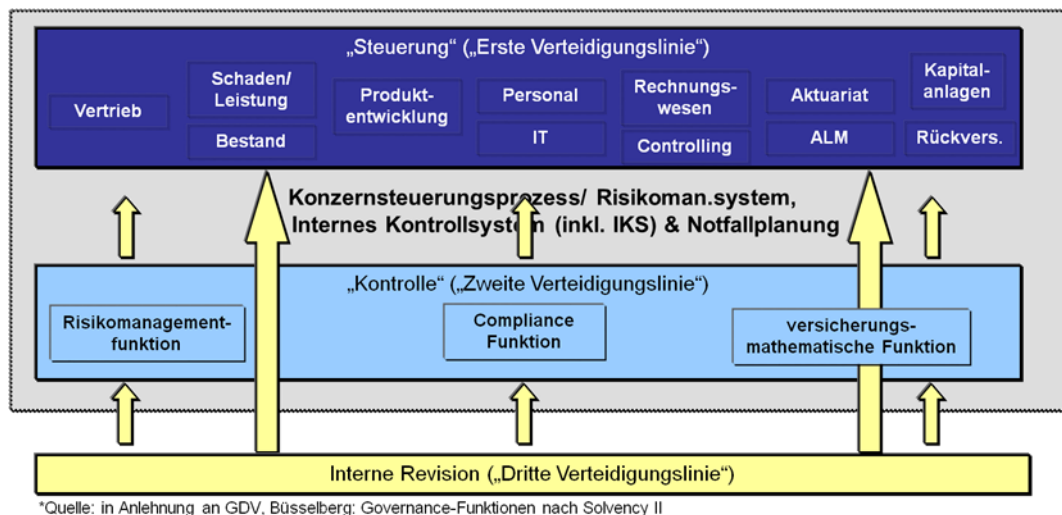 „Steuerung“ („Erste Verteidigungslinie“)
Vertrieb
Schaden/
Leistung
Bestand
Produkt-
entwicklung
Personal
IT
Rechnungs-
wesen
Controlling
Aktuariat
ALM
Kapital-
anlagen
Rückvers.
Konzernsteuerungsprozess/ Risikoman.system,
Internes Kontrollsystem (inkl. IKS) & Notfallplanung
„Kontrolle“ („Zweite Verteidigungslinie“)
Risikomanagement-
funktion
Compliance
Funktion
versicherungs-
mathematische Funktion
Interne Revision („Dritte Verteidigungslinie“)
*Quelle: in Anlehnung an GDV, Büsselberg: Governance-Funktionen nach Solvency II